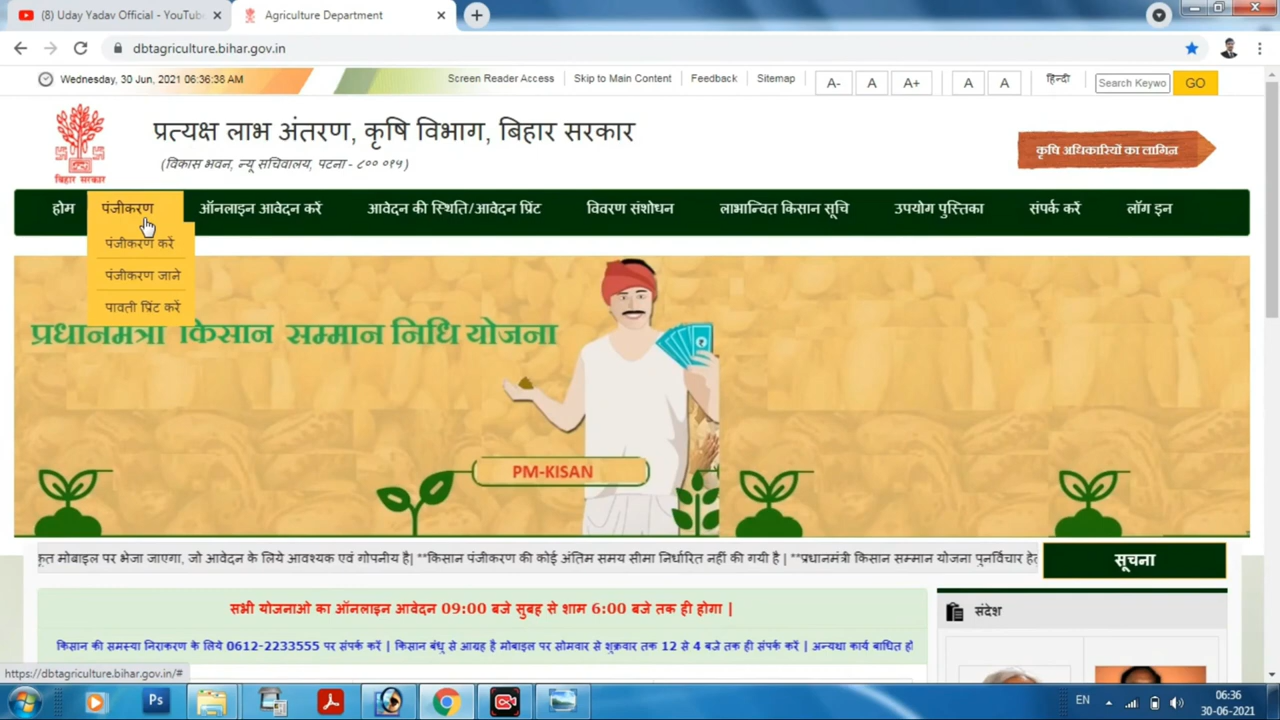 (8) Uday Yadav Official - YouTube
Agriculture Department
dbtagriculture.bihar.gov.in
Wednesday, 30 Jun, 2021 06:36:38 AM
Screen Reader Access
Skip to Main Content
Feedback
Sitemap
A-
A
A+
A
A
हिन्दी
Search Keywo
GO
प्रत्यक्ष लाभ अंतरण, कृषि विभाग, बिहार सरकार
(विकास भवन, न्यू सचिवालय, पटना - ८०० ०१५)
बिहार सरकार
कृषि अधिकारियों का लागिन
होम
पंजीकरण
ऑनलाइन आवेदन करें
आवेदन की स्थिति/आवेदन प्रिंट
विवरण संशोधन
लाभान्वित किसान सूचि
उपयोग पुस्तिका
संपर्क करें
लॉग इन
पंजीकरण करें
पंजीकरण जाने
पावती प्रिंट करें
प्रधानमंत्री किसान सम्मान निधि योजना
PM-KISAN
कृत मोबाइल पर भेजा जाएगा, जो आवेदन के लिये आवश्यक एवं गोपनीय है| **किसान पंजीकरण की कोई अंतिम समय सीमा निर्धारित नहीं की गयी है | **प्रधानमंत्री किसान सम्मान योजना पुनर्विचार हेतु
सूचना
सभी योजनाओ का ऑनलाइन आवेदन 09:00 बजे सुबह से शाम 6:00 बजे तक ही होगा |
संदेश
किसान की समस्या निराकरण के लिये 0612-2233555 पर संपर्क करें | किसान बंधु से आग्रह है मोबाइल पर सोमवार से शुक्रवार तक 12 से 4 बजे तक ही संपर्क करें | अन्यथा कार्य बाधित हो
https://dbtagriculture.bihar.gov.in/#
Ps
EN
06:36
30-06-2021